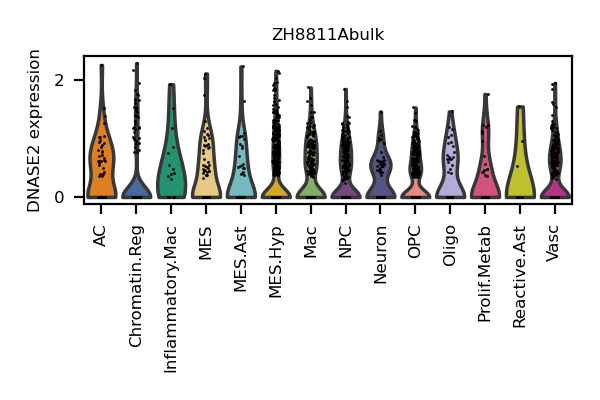 ZH8811Abulk
DNASE2 expression
2
0
AC
Chromatin.Reg
Inflammatory.Mac
MES
MES.Ast
MES.Hyp
Mac
NPC
Neuron
OPC
Oligo
Prolif.Metab
Reactive.Ast
Vasc